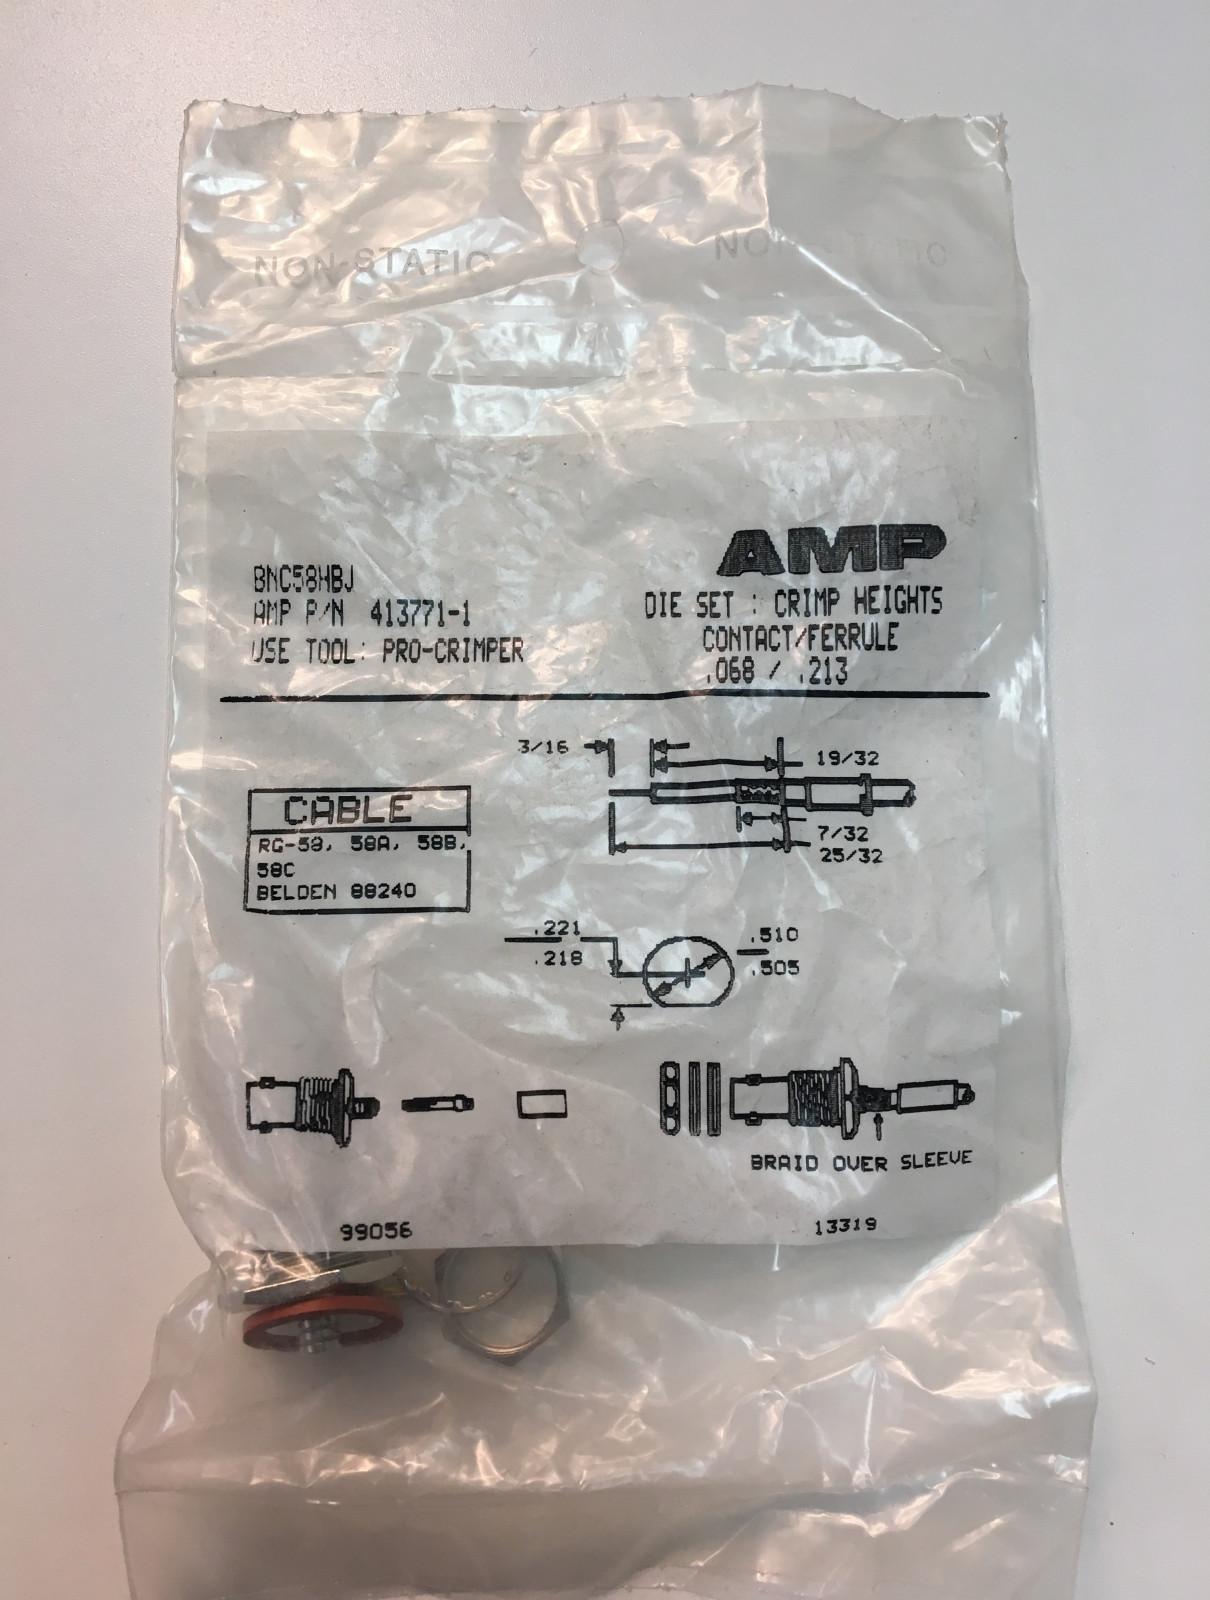 NON-STATIC NON-STATIC
AMP
BNC58HBJ
AMP P/N 413771-1
USE TOOL: PRO-CRIMPER
DIE SET : CRIMP HEIGHTS
CONTACT/FERRULE
.068 / .213
3/16
19/32
7/32
25/32
CABLE
RG-58, 58A, 58B,
58C
BELDEN 88240
.221
.218
.510
.505
BRAID OVER SLEEVE
99056
13319